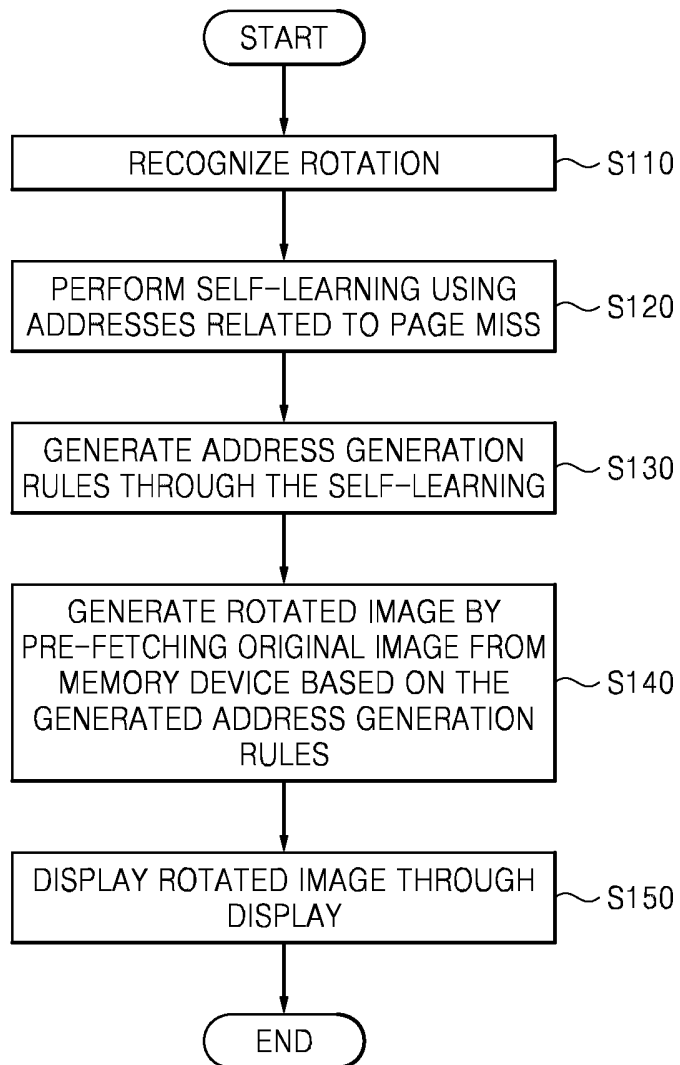 START
RECOGNIZE ROTATION
S110
PERFORM SELF-LEARNING USING
ADDRESSES RELATED TO PAGE MISS
S120
GENERATE ADDRESS GENERATION
RULES THROUGH THE SELF-LEARNING
S130
GENERATE ROTATED IMAGE BY
PRE-FETCHING ORIGINAL IMAGE FROM
MEMORY DEVICE BASED ON THE
GENERATED ADDRESS GENERATION
RULES
S140
DISPLAY ROTATED IMAGE THROUGH
DISPLAY
S150
END